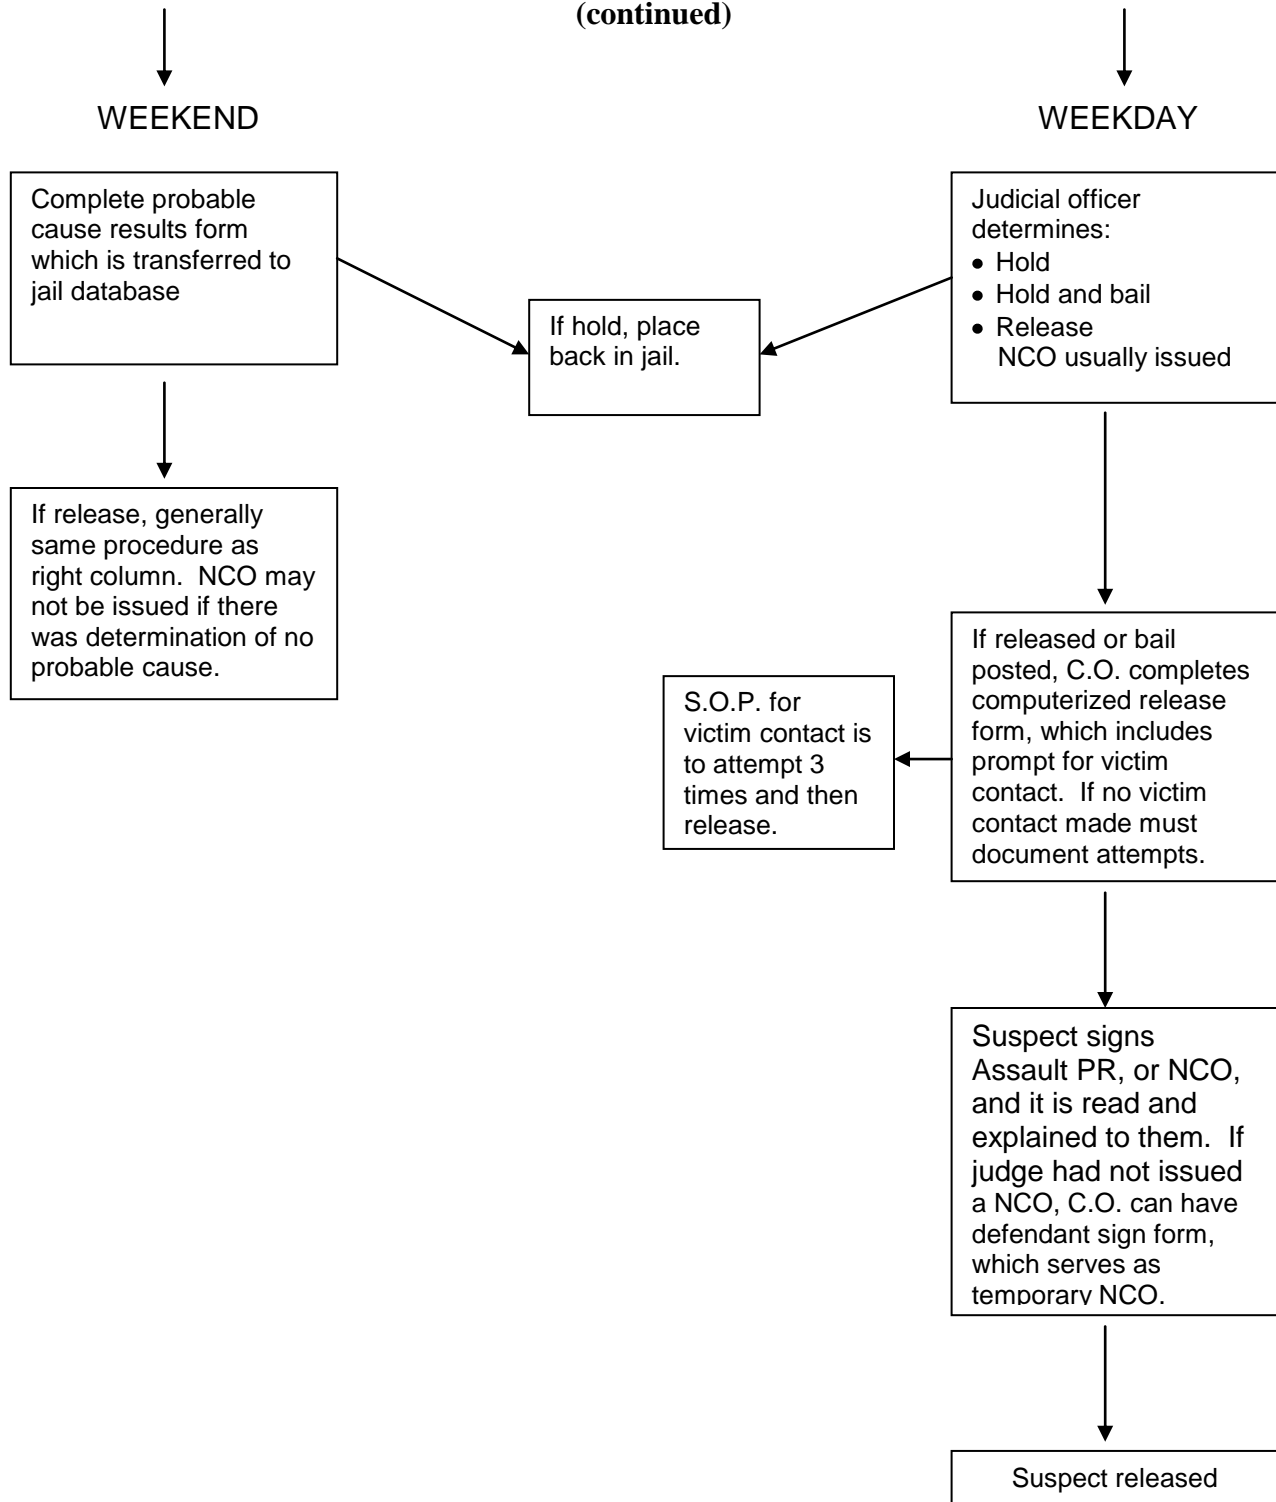 (continued)
WEEKEND
WEEKDAY
Complete probable
cause results form
which is transferred to
jail database
Judicial officer
determines:
• Hold
• Hold and bail
• Release
NCO usually issued
If hold, place
back in jail.
If release, generally
same procedure as
right column. NCO may
not be issued if there
was determination of no
probable cause.
If released or bail
posted, C.O. completes
computerized release
form, which includes
prompt for victim
contact. If no victim
contact made must
document attempts.
S.O.P. for
victim contact is
to attempt 3
times and then
release.
Suspect signs
Assault PR, or NCO,
and it is read and
explained to them. If
judge had not issued
a NCO, C.O. can have
defendant sign form,
which serves as
temporary NCO.
Suspect released